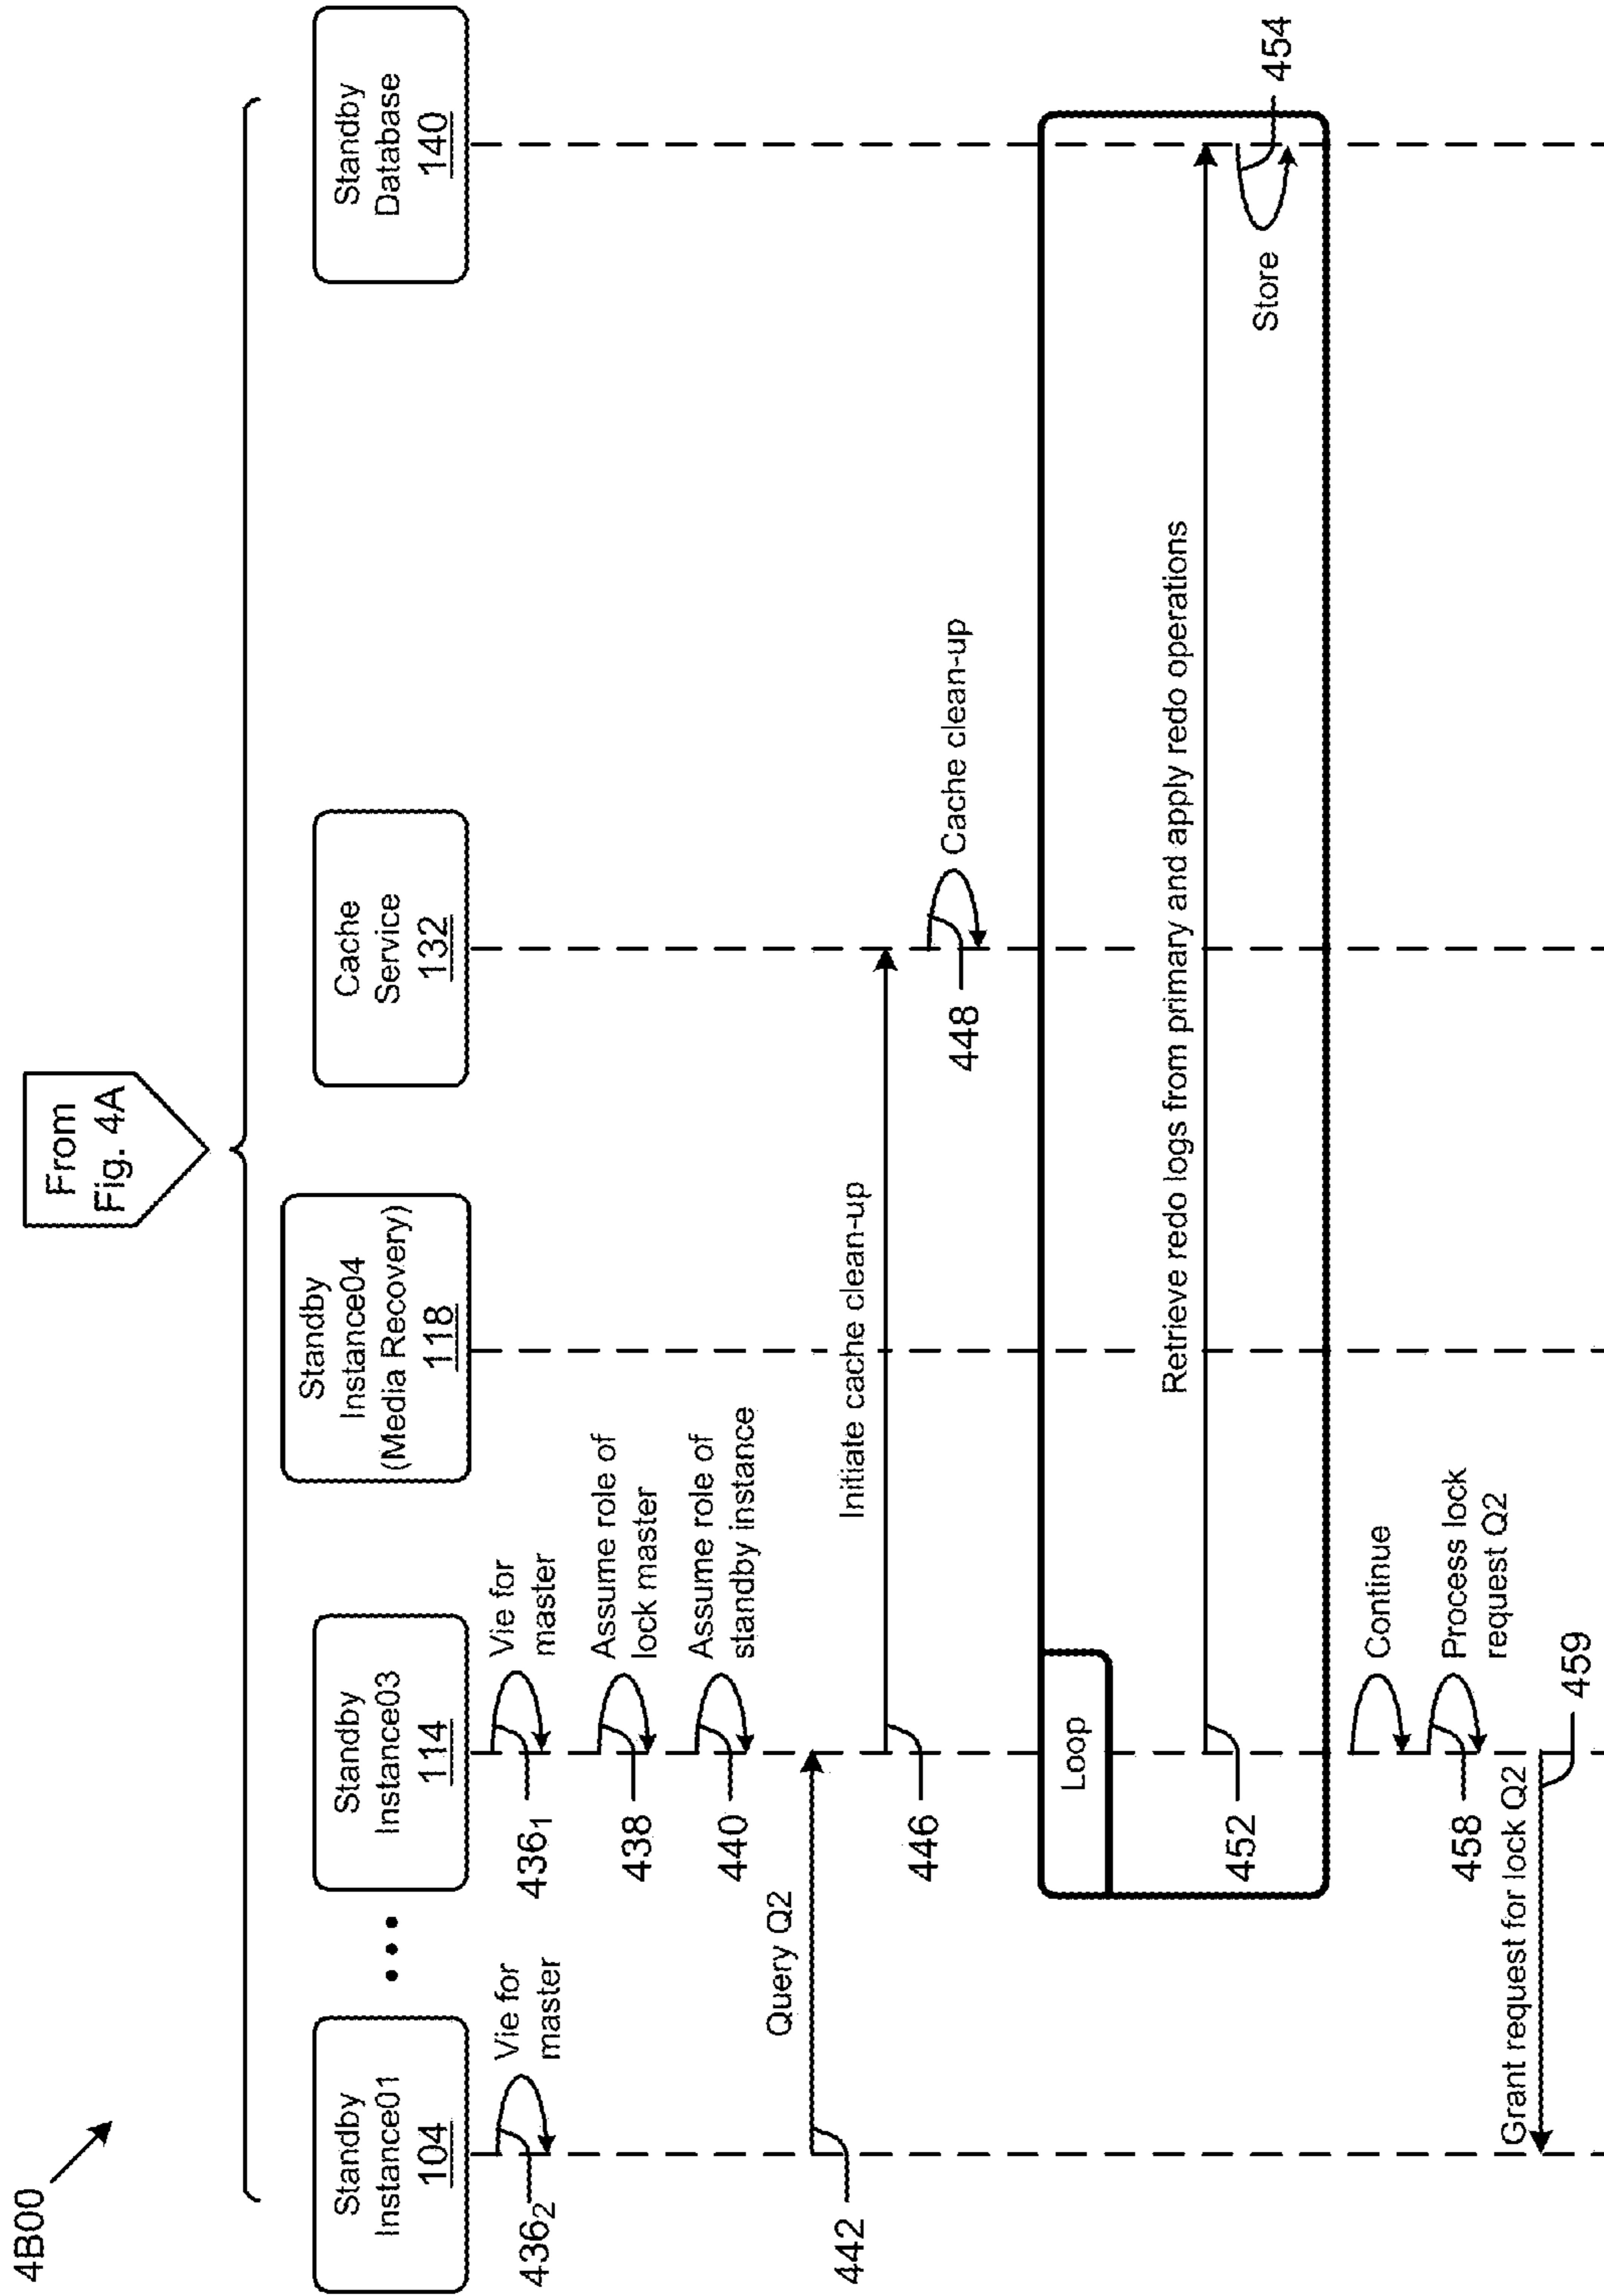 4B00
From
Fig. 4A
Standby
Instance01
104
Standby
Instance03
114
Standby
Instance04
(Media Recovery)
118
Cache
Service
132
Standby
Database
140
Vie for
master
436₂
Vie for
master
436₁
Assume role of
lock master
438
Assume role of
standby instance
440
Query Q2
442
Initiate cache clean-up
446
Cache clean-up
448
Loop
Retrieve redo logs from primary and apply redo operations
452
Store
454
Continue
Process lock
request Q2
458
Grant request for lock Q2
459